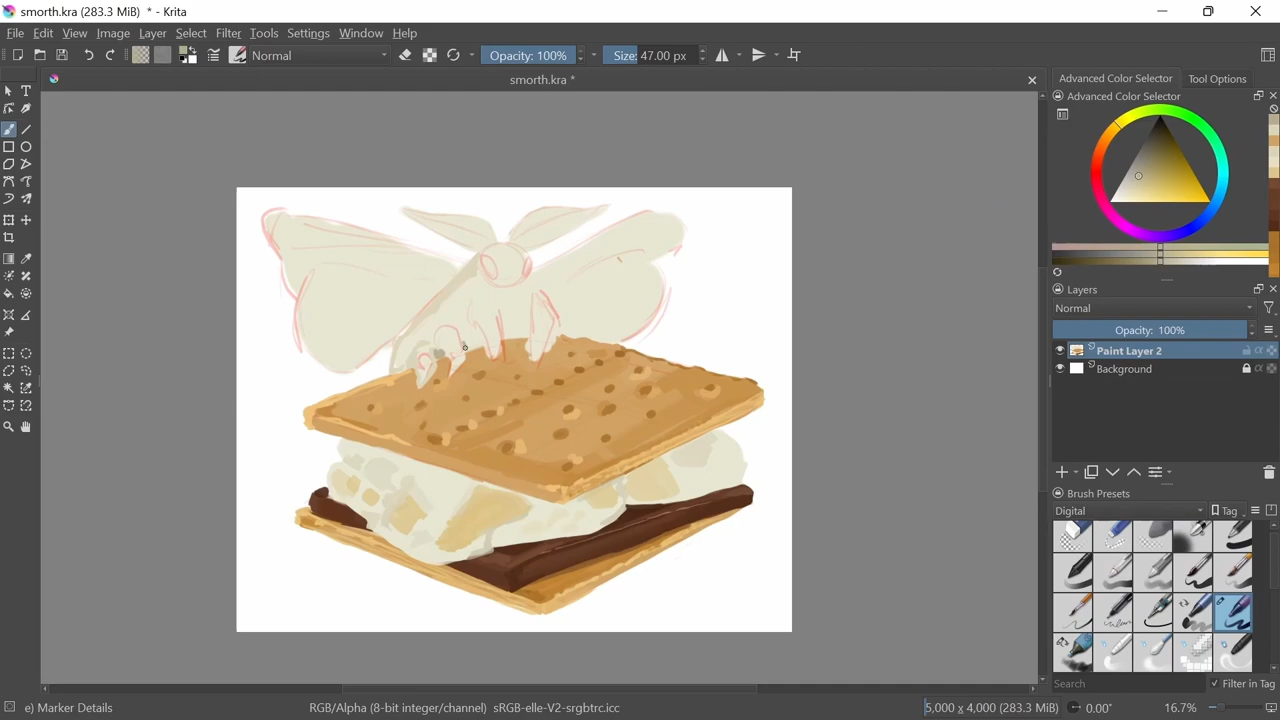 smorth.kra (283.3 MiB) * - Krita
File Edit View Image Layer Select Filter Tools Settings Window Help
Normal Opacity: 100% Size: 47.00 px
smorth.kra *
Advanced Color Selector Tool Options
Advanced Color Selector
Layers
Normal
Opacity: 100%
Paint Layer 2
Background
Brush Presets
Digital Tag
Search Filter in Tag
e) Marker Details RGB/Alpha (8-bit integer/channel) sRGB-elle-V2-srgbtrc.icc 5,000 x 4,000 (283.3 MiB) 0.00° 16.7%